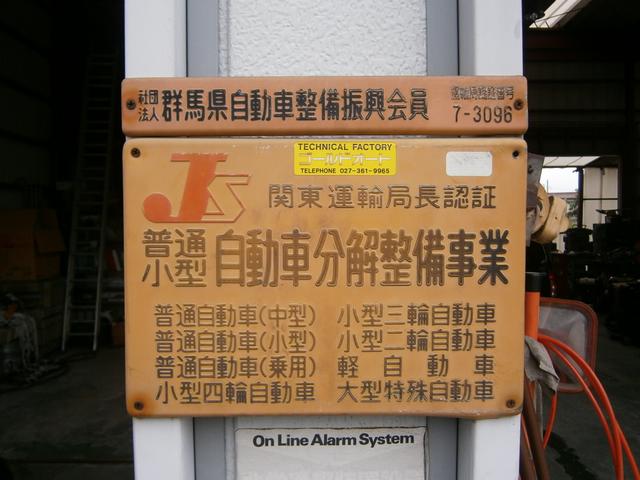 社団法人 群馬県自動車整備振興会員
7-3096
TECHNICAL FACTORY
ゴールドオート
TELEPHONE 027-361-9965
JS
関東運輸局長認証
普通
小型 自動車分解整備事業
普通自動車(中型) 小型三輪自動車
普通自動車(小型) 小型二輪自動車
普通自動車(乗用) 軽自動車
小型四輪自動車 大型特殊自動車
On Line Alarm System